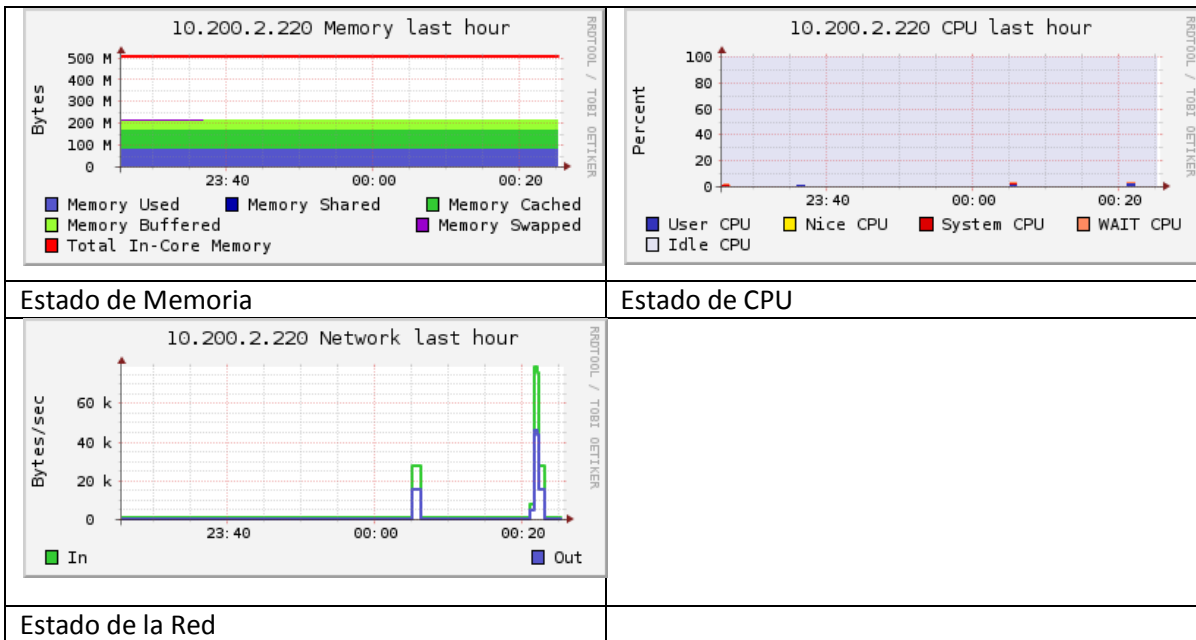 10.200.2.220 Memory last hour
RRDTOOL / TOBI OETIKER
Bytes
500 M
400 M
300 M
200 M
100 M
0
23:40 00:00 00:20
Memory Used Memory Shared Memory Cached
Memory Buffered Memory Swapped
Total In-Core Memory
Estado de Memoria
10.200.2.220 CPU last hour
RRDTOOL / TOBI OETIKER
Percent
100
80
60
40
20
0
23:40 00:00 00:20
User CPU Nice CPU System CPU WAIT CPU
Idle CPU
Estado de CPU
10.200.2.220 Network last hour
RRDTOOL / TOBI OETIKER
Bytes/sec
60 k
40 k
20 k
0
23:40 00:00 00:20
In Out
Estado de la Red